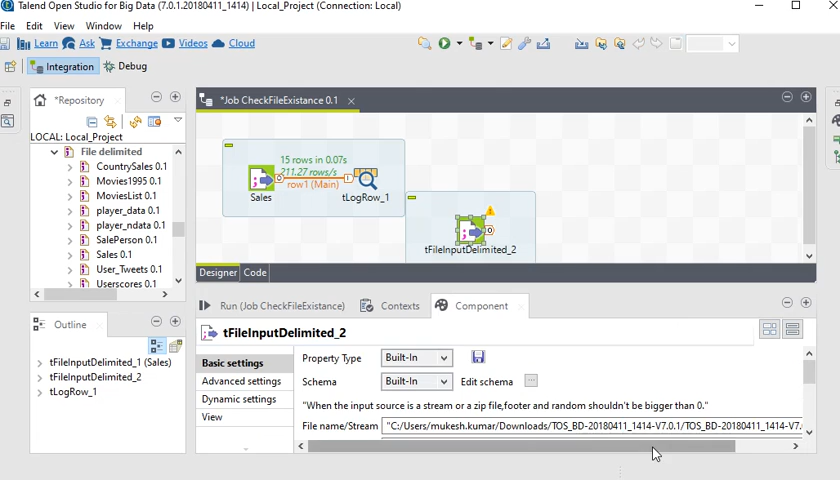 Talend Open Studio for Big Data (7.0.1.20180411_1414) | Local_Project (Connection: Local)
File Edit Window Help
Learn Ask Exchange Videos Cloud
Integration Debug
*Repository
LOCAL: Local_Project
File delimited
CountrySales 0.1
Movies1995 0.1
MoviesList 0.1
player_data 0.1
player_ndata 0.1
SalePerson 0.1
Sales 0.1
User_Tweets 0.1
Userscores 0.1
*Job CheckFileExistance 0.1
15 rows in 0.07s
211.27 rows/s
row1 (Main)
Sales
tLogRow_1
tFileInputDelimited_2
Designer Code
Outline
tFileInputDelimited_1 (Sales)
tFileInputDelimited_2
tLogRow_1
Run (Job CheckFileExistance) Contexts Component
tFileInputDelimited_2
Basic settings
Advanced settings
Dynamic settings
View
Property Type Built-In
Schema Built-In Edit schema
"When the input source is a stream or a zip file,footer and random shouldn't be bigger than 0."
File name/Stream "C:/Users/mukesh.kumar/Downloads/TOS_BD-20180411_1414-V7.0.1/TOS_BD-20180411_1414-V7.0